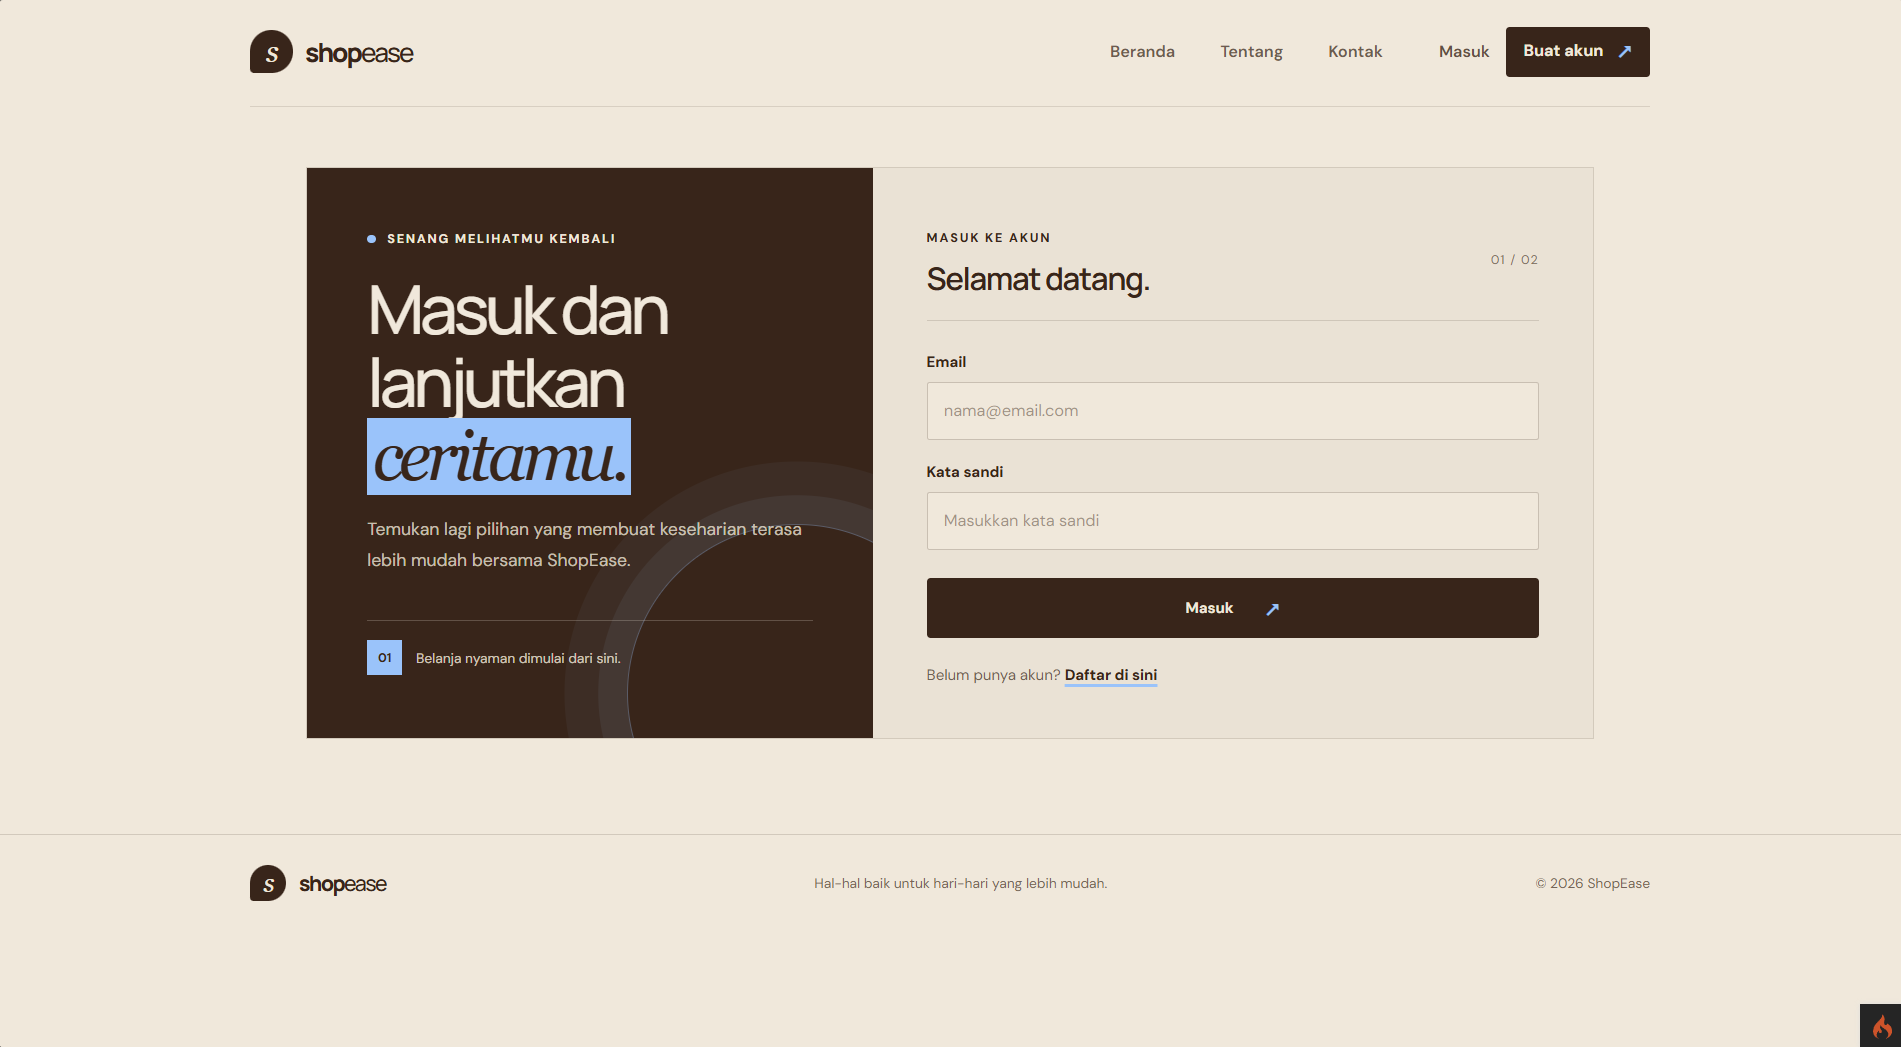 s shopease
Beranda Tentang Kontak Masuk Buat akun ↗
SENANG MELIHATMU KEMBALI
Masuk dan
lanjutkan
ceritamu.
Temukan lagi pilihan yang membuat keseharian terasa
lebih mudah bersama ShopEase.
01 Belanja nyaman dimulai dari sini.
MASUK KE AKUN
Selamat datang.
01 / 02
Email
nama@email.com
Kata sandi
Masukkan kata sandi
Masuk ↗
Belum punya akun? Daftar di sini
s shopease
Hal-hal baik untuk hari-hari yang lebih mudah.
© 2026 ShopEase